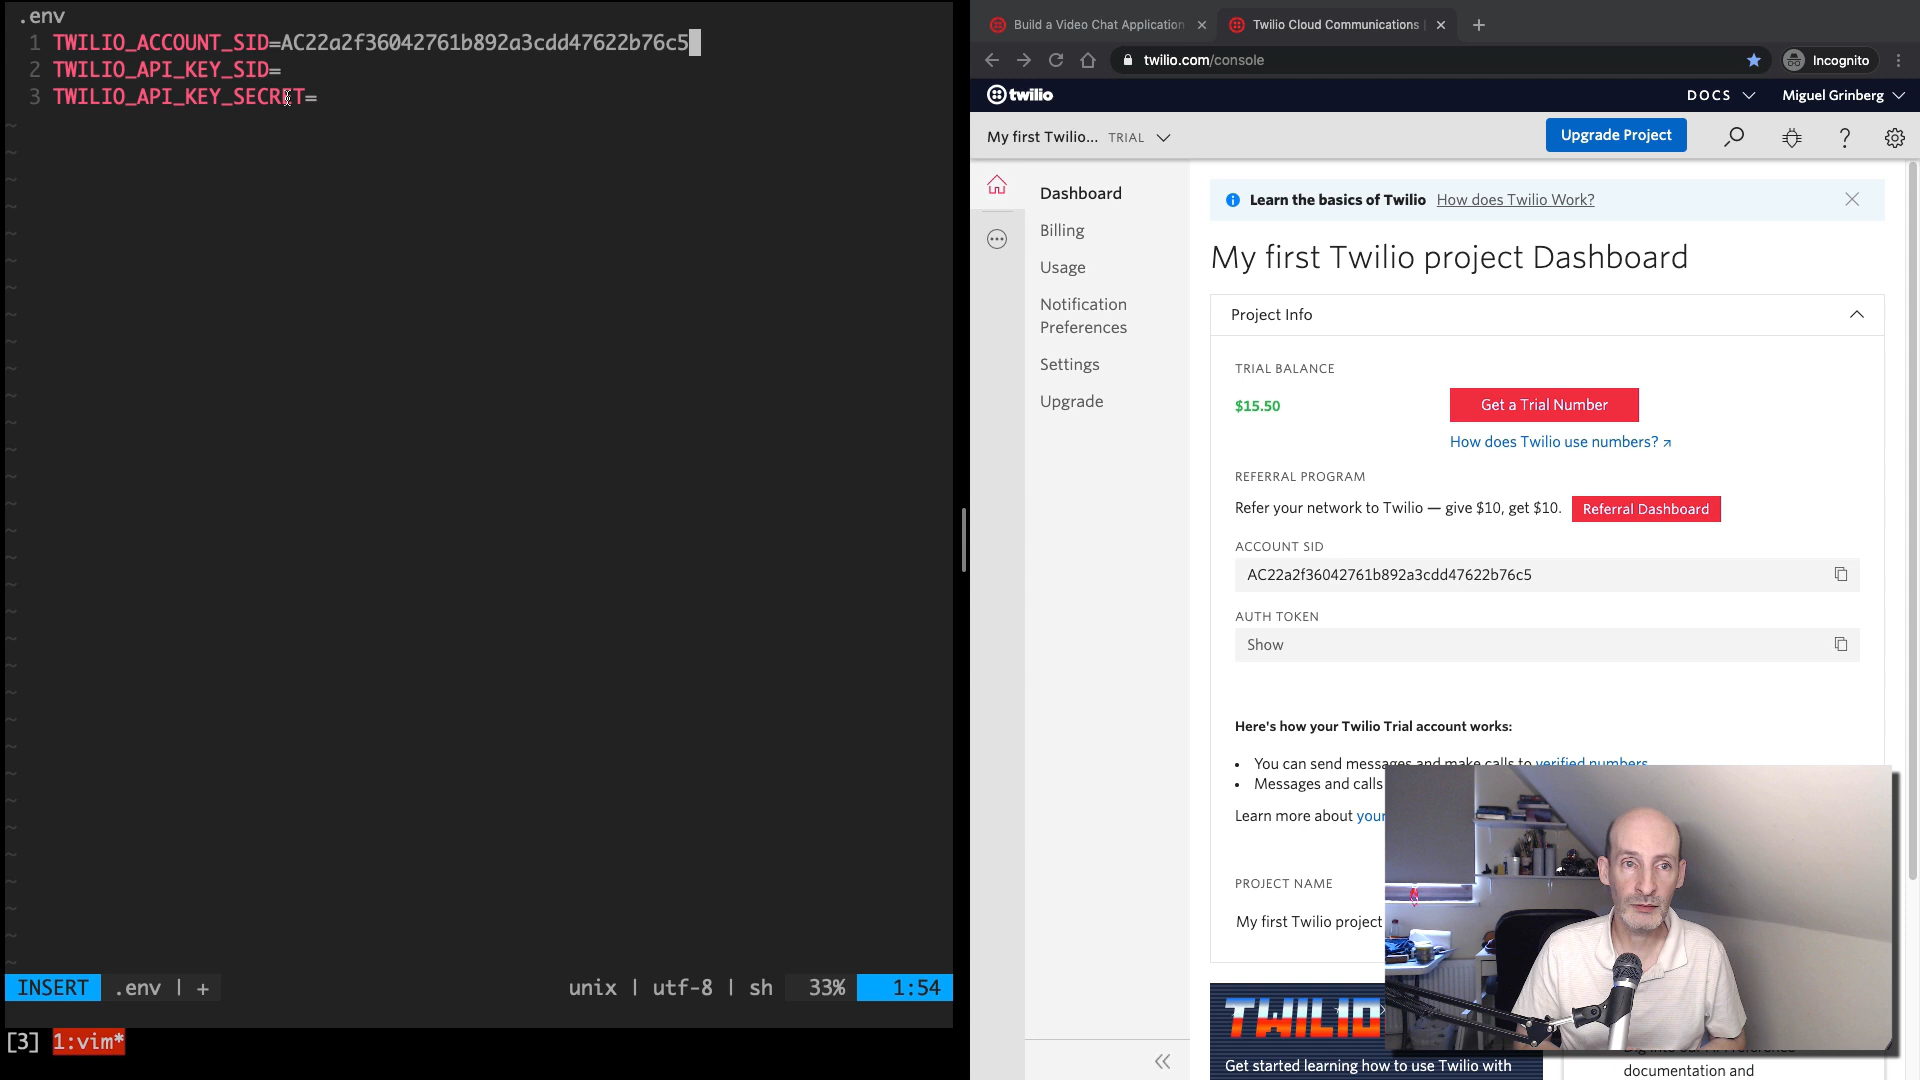 .env
1 TWILIO_ACCOUNT_SID=AC22a2f36042761b892a3cdd47622b76c5
2 TWILIO_API_KEY_SID=
3 TWILIO_API_KEY_SECRET=
INSERT .env | + unix | utf-8 | sh 33% 1:54
[3] 1:vim*
Build a Video Chat Application
Twilio Cloud Communications
twilio.com/console
Incognito
twilio
DOCS
Miguel Grinberg
My first Twilio... TRIAL
Upgrade Project
Dashboard
Billing
Usage
Notification
Preferences
Settings
Upgrade
Learn the basics of Twilio How does Twilio Work?
My first Twilio project Dashboard
Project Info
TRIAL BALANCE
$15.50
Get a Trial Number
How does Twilio use numbers?
REFERRAL PROGRAM
Refer your network to Twilio — give $10, get $10. Referral Dashboard
ACCOUNT SID
AC22a2f36042761b892a3cdd47622b76c5
AUTH TOKEN
Show
Here's how your Twilio Trial account works:
• You can send messages and make calls to verified numbers
• Messages and calls
Learn more about your
PROJECT NAME
My first Twilio project
TWILIO
Get started learning how to use Twilio with
documentation and